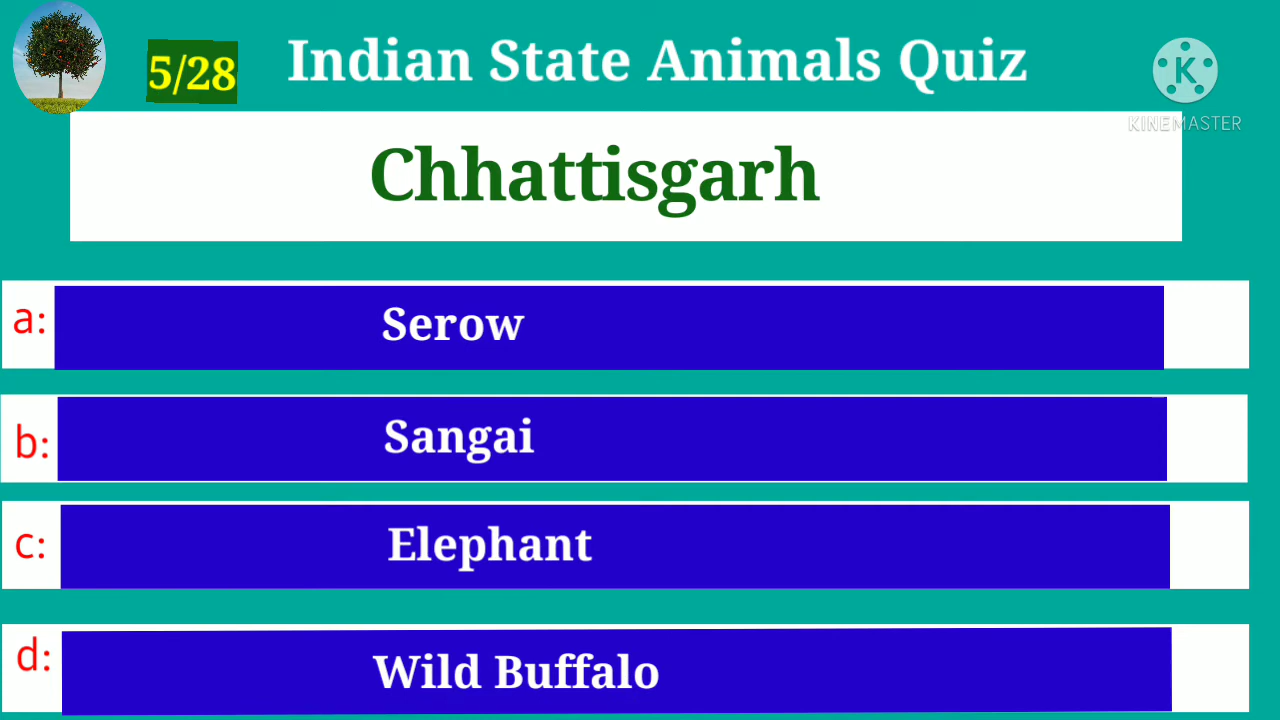 5/28
Indian State Animals Quiz
K
KINEMASTER
Chhattisgarh
a: Serow
b: Sangai
c: Elephant
d: Wild Buffalo